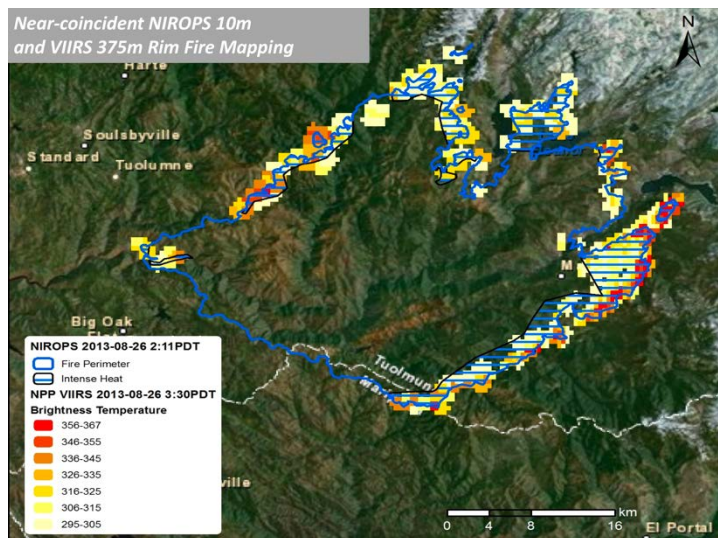 Near-coincident NIROPS 10m
and VIIRS 375m Rim Fire Mapping
N
Harte
Soulsbyville
Standard
Tuolumne
M
Big Oak
Tuolumn
Mar
NIROPS 2013-08-26 2:11PDT
Fire Perimeter
Intense Heat
NPP VIIRS 2013-08-26 3:30PDT
Brightness Temperature
356-367
346-355
336-345
326-335
316-325
306-315
295-305
ville
km
0 4 8 16
El Portal